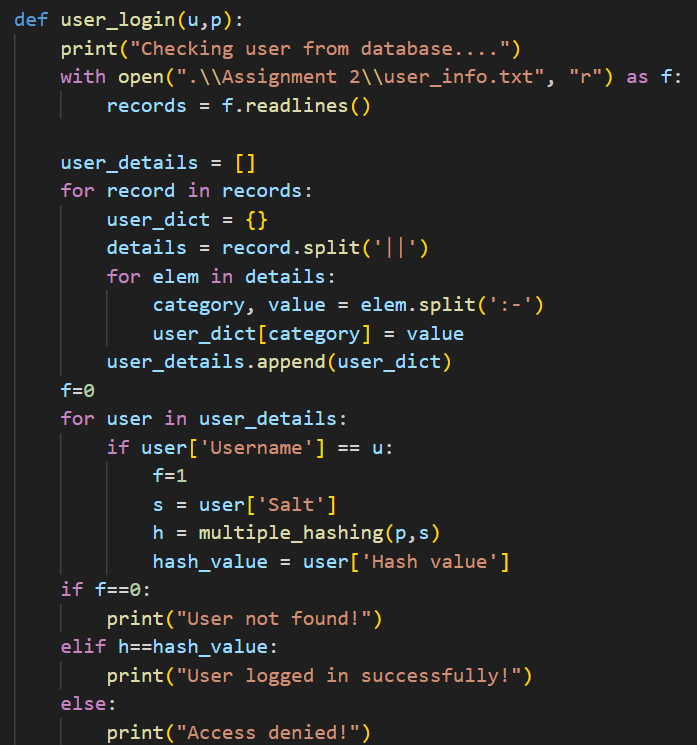 def user_login(u,p):
    print("Checking user from database....")
    with open(".\\Assignment 2\\user_info.txt", "r") as f:
        records = f.readlines()

    user_details = []
    for record in records:
        user_dict = {}
        details = record.split('||')
        for elem in details:
            category, value = elem.split(':-')
            user_dict[category] = value
        user_details.append(user_dict)
    f=0
    for user in user_details:
        if user['Username'] == u:
            f=1
            s = user['Salt']
            h = multiple_hashing(p,s)
            hash_value = user['Hash value']
    if f==0:
        print("User not found!")
    elif h==hash_value:
        print("User logged in successfully!")
    else:
        print("Access denied!")